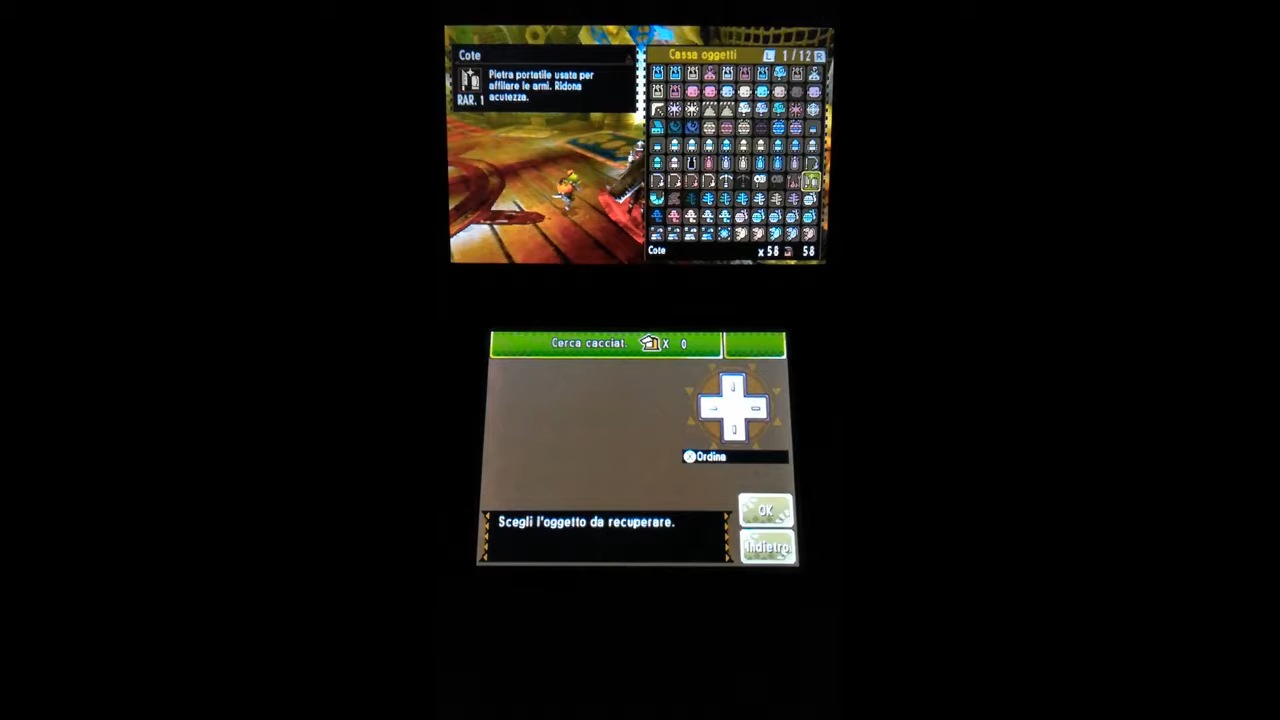 Cote
Pietra portatile usata per
affilare le armi. Ridona
acutezza.
RAR. 1
Cassa oggetti
L 1/12 R
Cote
x58 58
Cerca cacciat. X 0
X Ordina
OK
Scegli l'oggetto da recuperare.
Indietro